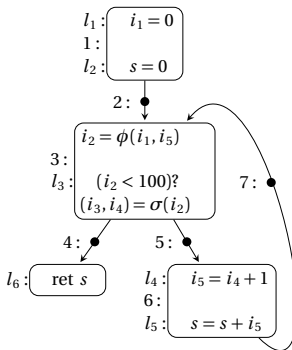 l₁: i₁ = 0
1:
l₂: s = 0
2:
i₂ = ϕ(i₁, i₅)
3:
l₃: (i₂ < 100)?
(i₃, i₄) = σ(i₂)
7:
4:
5:
l₆: ret s
l₄: i₅ = i₄ + 1
6:
l₅: s = s + i₅